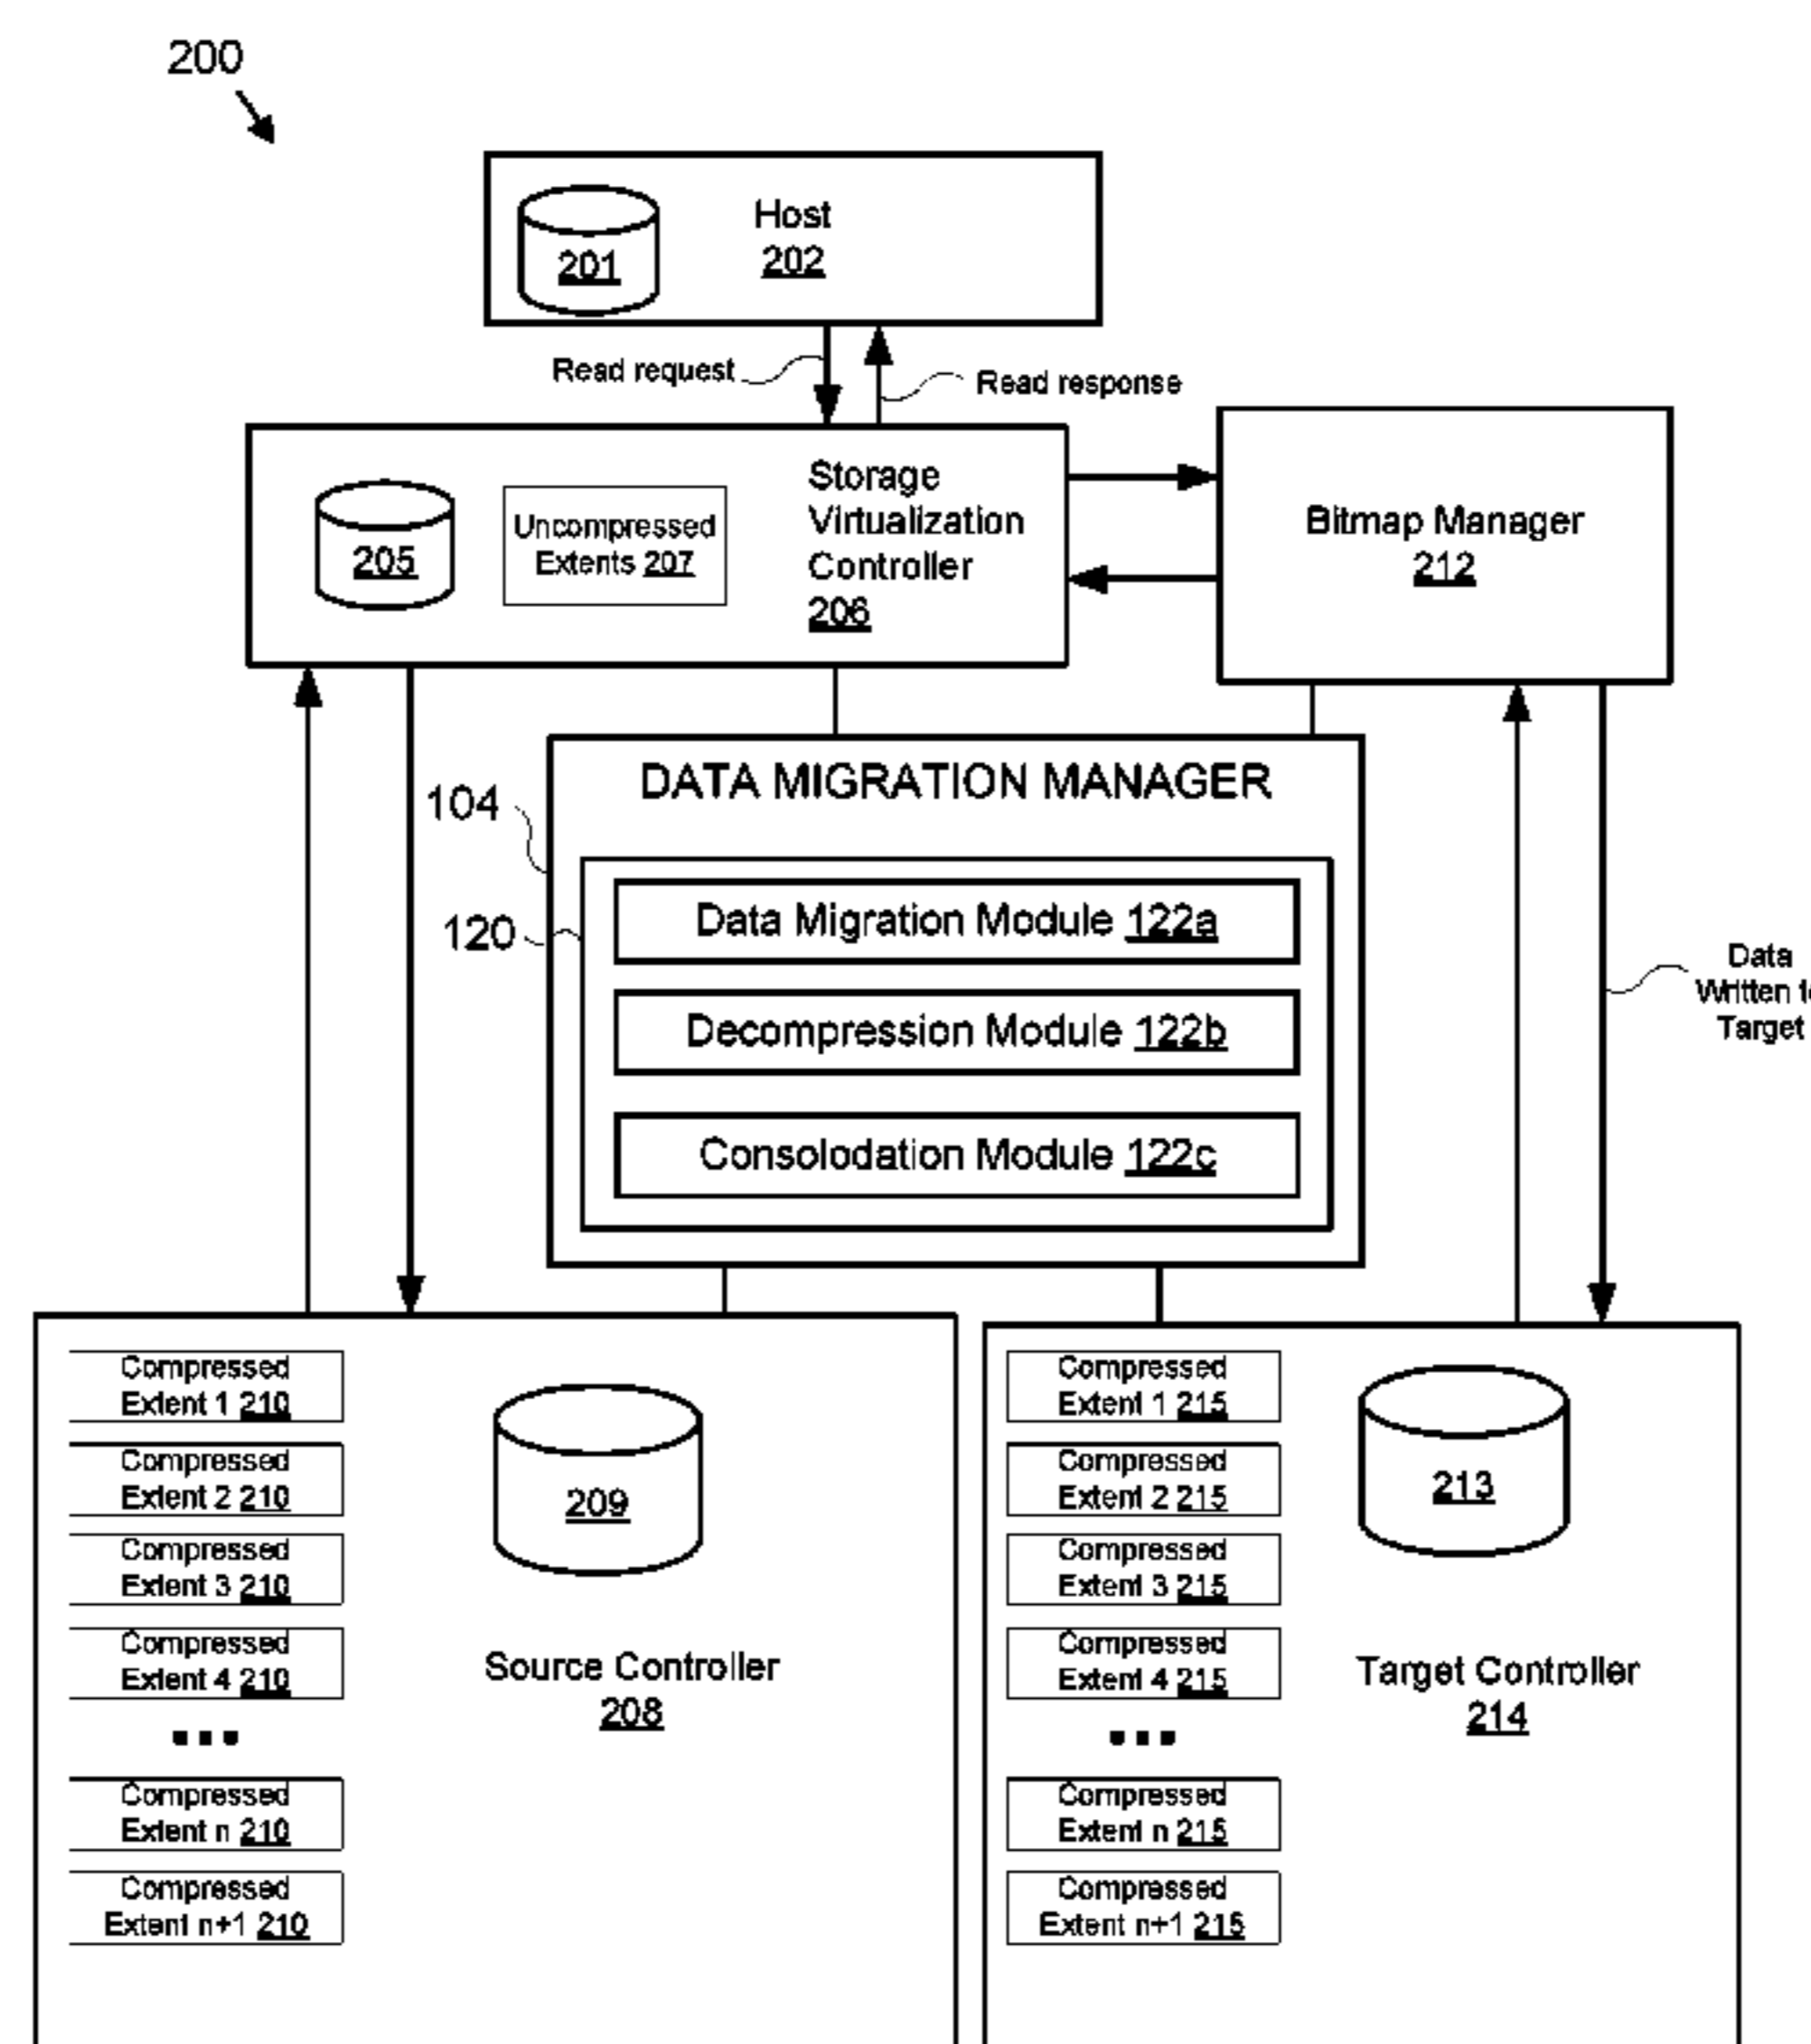 200
201
Host
202
Read request
Read response
205
Uncompressed
Extents 207
Storage
Virtualization
Controller
206
Bitmap Manager
212
DATA MIGRATION MANAGER
104
120
Data Migration Module 122a
Decompression Module 122b
Consolodation Module 122c
Data
Written t
Target
Compressed
Extent 1 210
Compressed
Extent 2 210
Compressed
Extent 3 210
Compressed
Extent 4 210
...
Compressed
Extent n 210
Compressed
Extent n+1 210
209
Source Controller
208
Compressed
Extent 1 215
Compressed
Extent 2 215
Compressed
Extent 3 215
Compressed
Extent 4 215
...
Compressed
Extent n 215
Compressed
Extent n+1 215
213
Target Controller
214